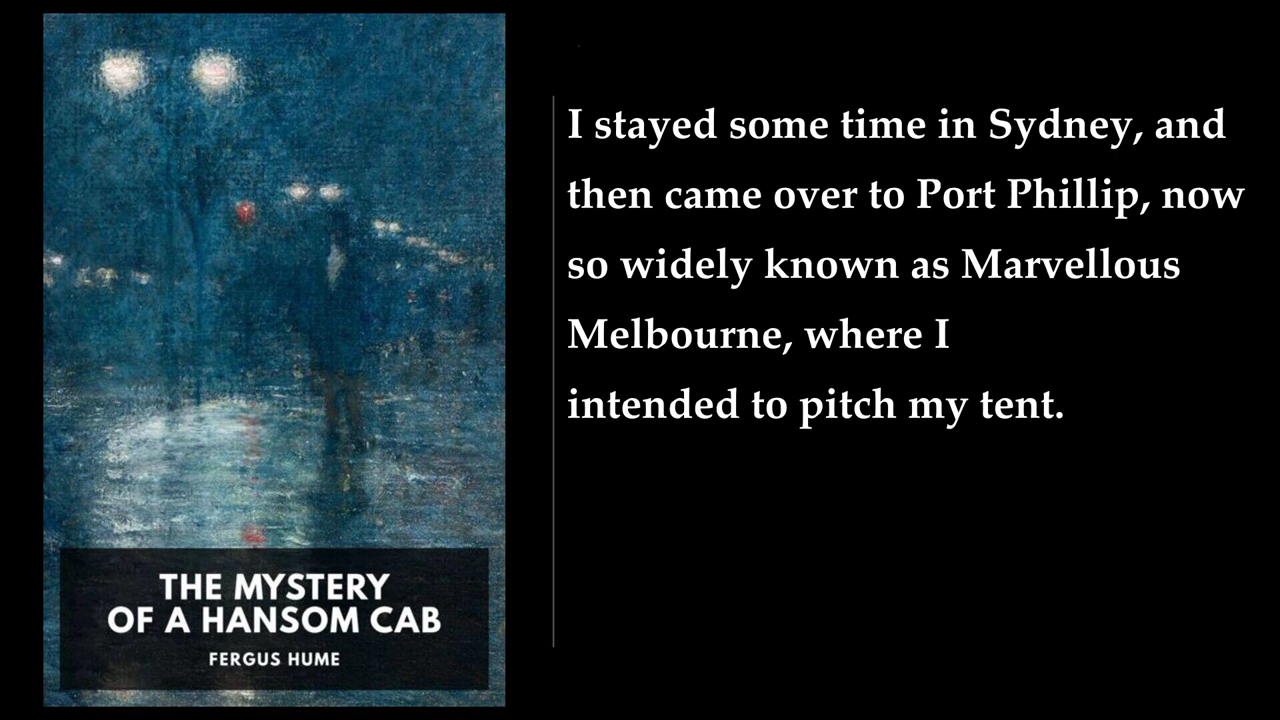 THE MYSTERY
OF A HANSOM CAB
FERGUS HUME
I stayed some time in Sydney, and
then came over to Port Phillip, now
so widely known as Marvellous
Melbourne, where I
intended to pitch my tent.